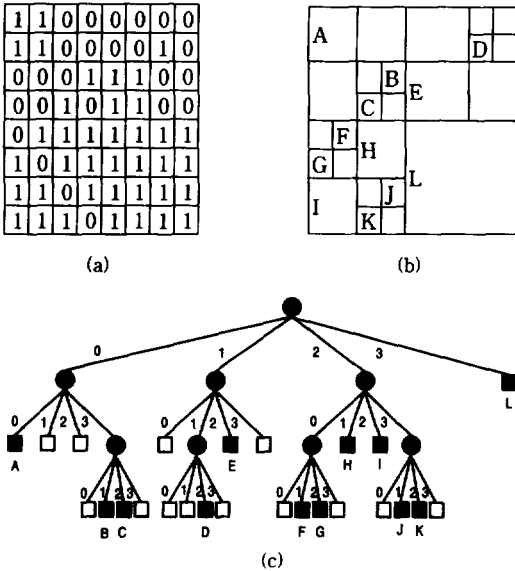 1 1 0 0 0 0 0 0
1 1 0 0 0 0 1 0
0 0 0 1 1 1 0 0
0 0 1 0 1 1 0 0
0 1 1 1 1 1 1 1
1 0 1 1 1 1 1 1
1 1 0 1 1 1 1 1
1 1 1 0 1 1 1 1
(a)
A
D
B
C E
F
G H
L
I J
K
(b)
0 1 2 3
0 1 2 3 0 1 2 3 0 1 2 3
L
A E H I
0 1 2 3 0 1 2 3 0 1 2 3 0 1 2 3
B C D F G J K
(c)